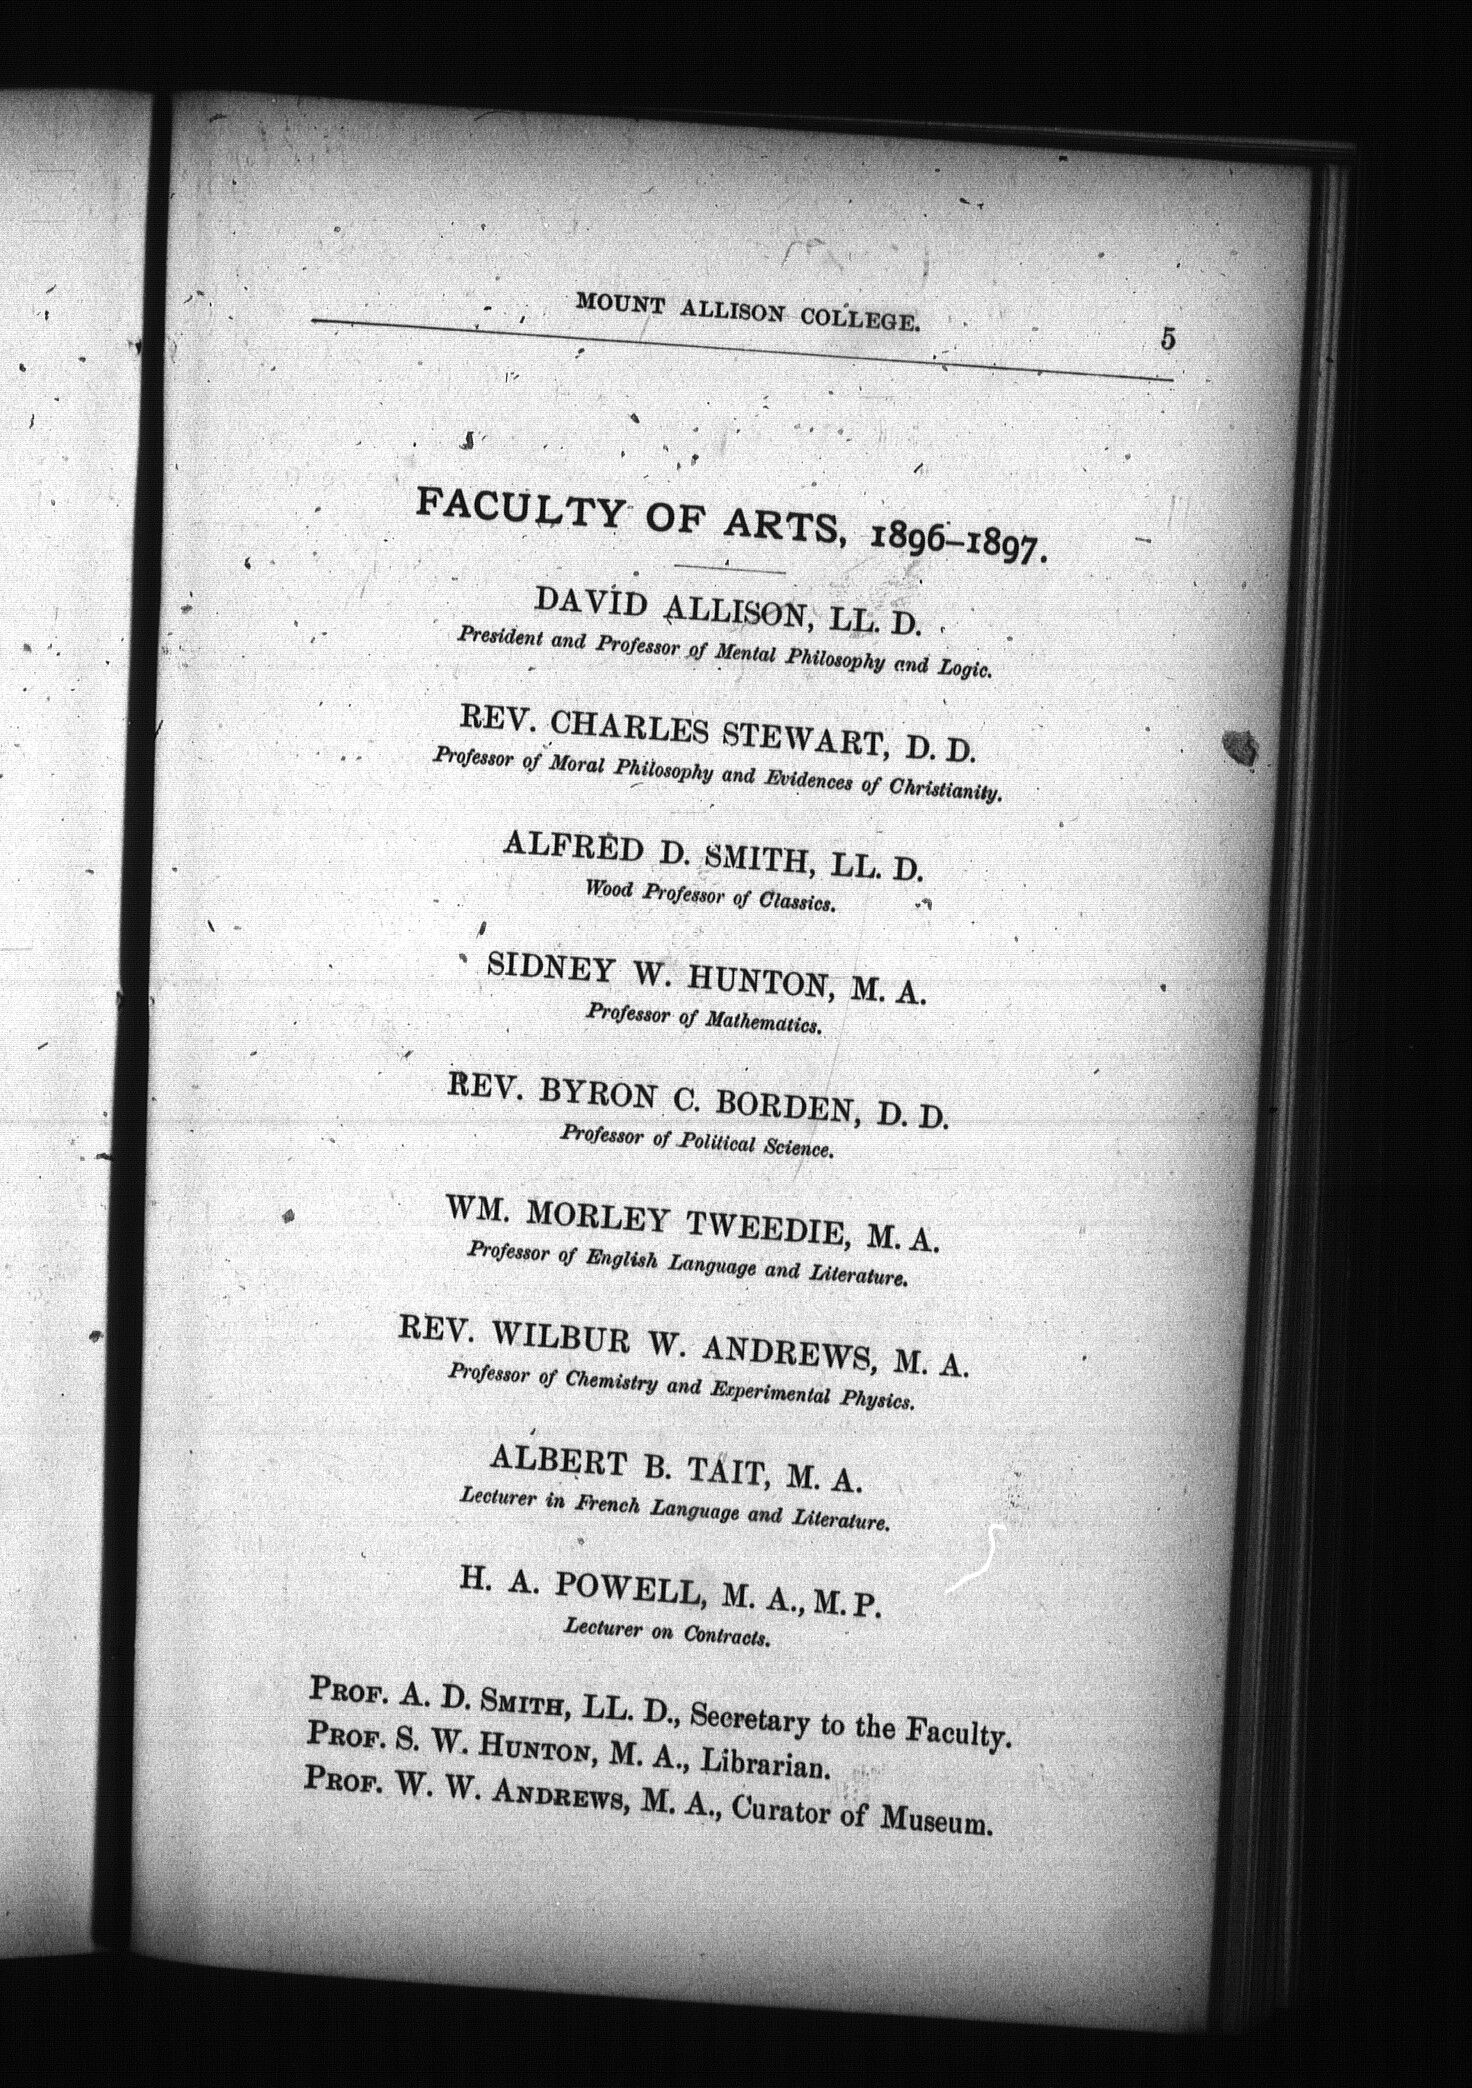 MOUNT ALLISON COLLEGE. 5
FACULTY OF ARTS, 1896–1897.
DAVID ALLISON, LL. D.
President and Professor of Mental Philosophy and Logic.
REV. CHARLES STEWART, D. D.
Professor of Moral Philosophy and Evidences of Christianity.
ALFRED D. SMITH, LL. D.
Wood Professor of Classics.
SIDNEY W. HUNTON, M. A.
Professor of Mathematics.
REV. BYRON C. BORDEN, D. D.
Professor of Political Science.
WM. MORLEY TWEEDIE, M. A.
Professor of English Language and Literature.
REV. WILBUR W. ANDREWS, M. A.
Professor of Chemistry and Experimental Physics.
ALBERT B. TAIT, M. A.
Lecturer in French Language and Literature.
H. A. POWELL, M. A., M. P.
Lecturer on Contracts.
PROF. A. D. SMITH, LL. D., Secretary to the Faculty.
PROF. S. W. HUNTON, M. A., Librarian.
PROF. W. W. ANDREWS, M. A., Curator of Museum.